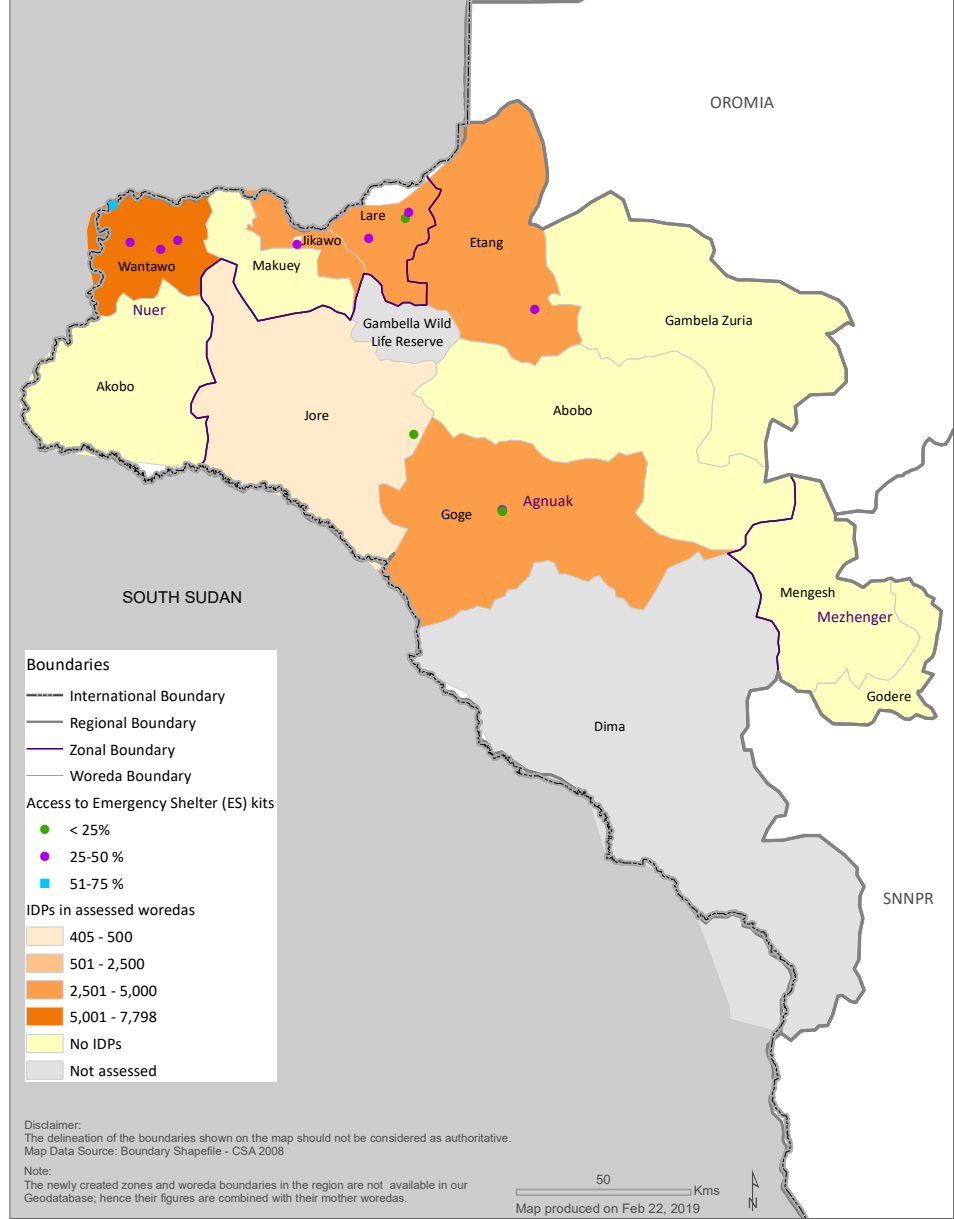 OROMIA
Lare
Jikawo
Etang
Wantawo
Makuey
Nuer
Gambella Wild
Life Reserve
Gambela Zuria
Akobo
Jore
Abobo
Goge
Agnuak
SOUTH SUDAN
Mengesh
Mezhenger
Godere
Dima
SNNPR
Boundaries
International Boundary
Regional Boundary
Zonal Boundary
Woreda Boundary
Access to Emergency Shelter (ES) kits
< 25%
25-50 %
51-75 %
IDPs in assessed woredas
405 - 500
501 - 2,500
2,501 - 5,000
5,001 - 7,798
No IDPs
Not assessed
Disclaimer:
The delineation of the boundaries shown on the map should not be considered as authoritative.
Map Data Source: Boundary Shapefile - CSA 2008
Note:
The newly created zones and woreda boundaries in the region are not available in our
Geodatabase; hence their figures are combined with their mother woredas.
50
Kms
Map produced on Feb 22, 2019
N